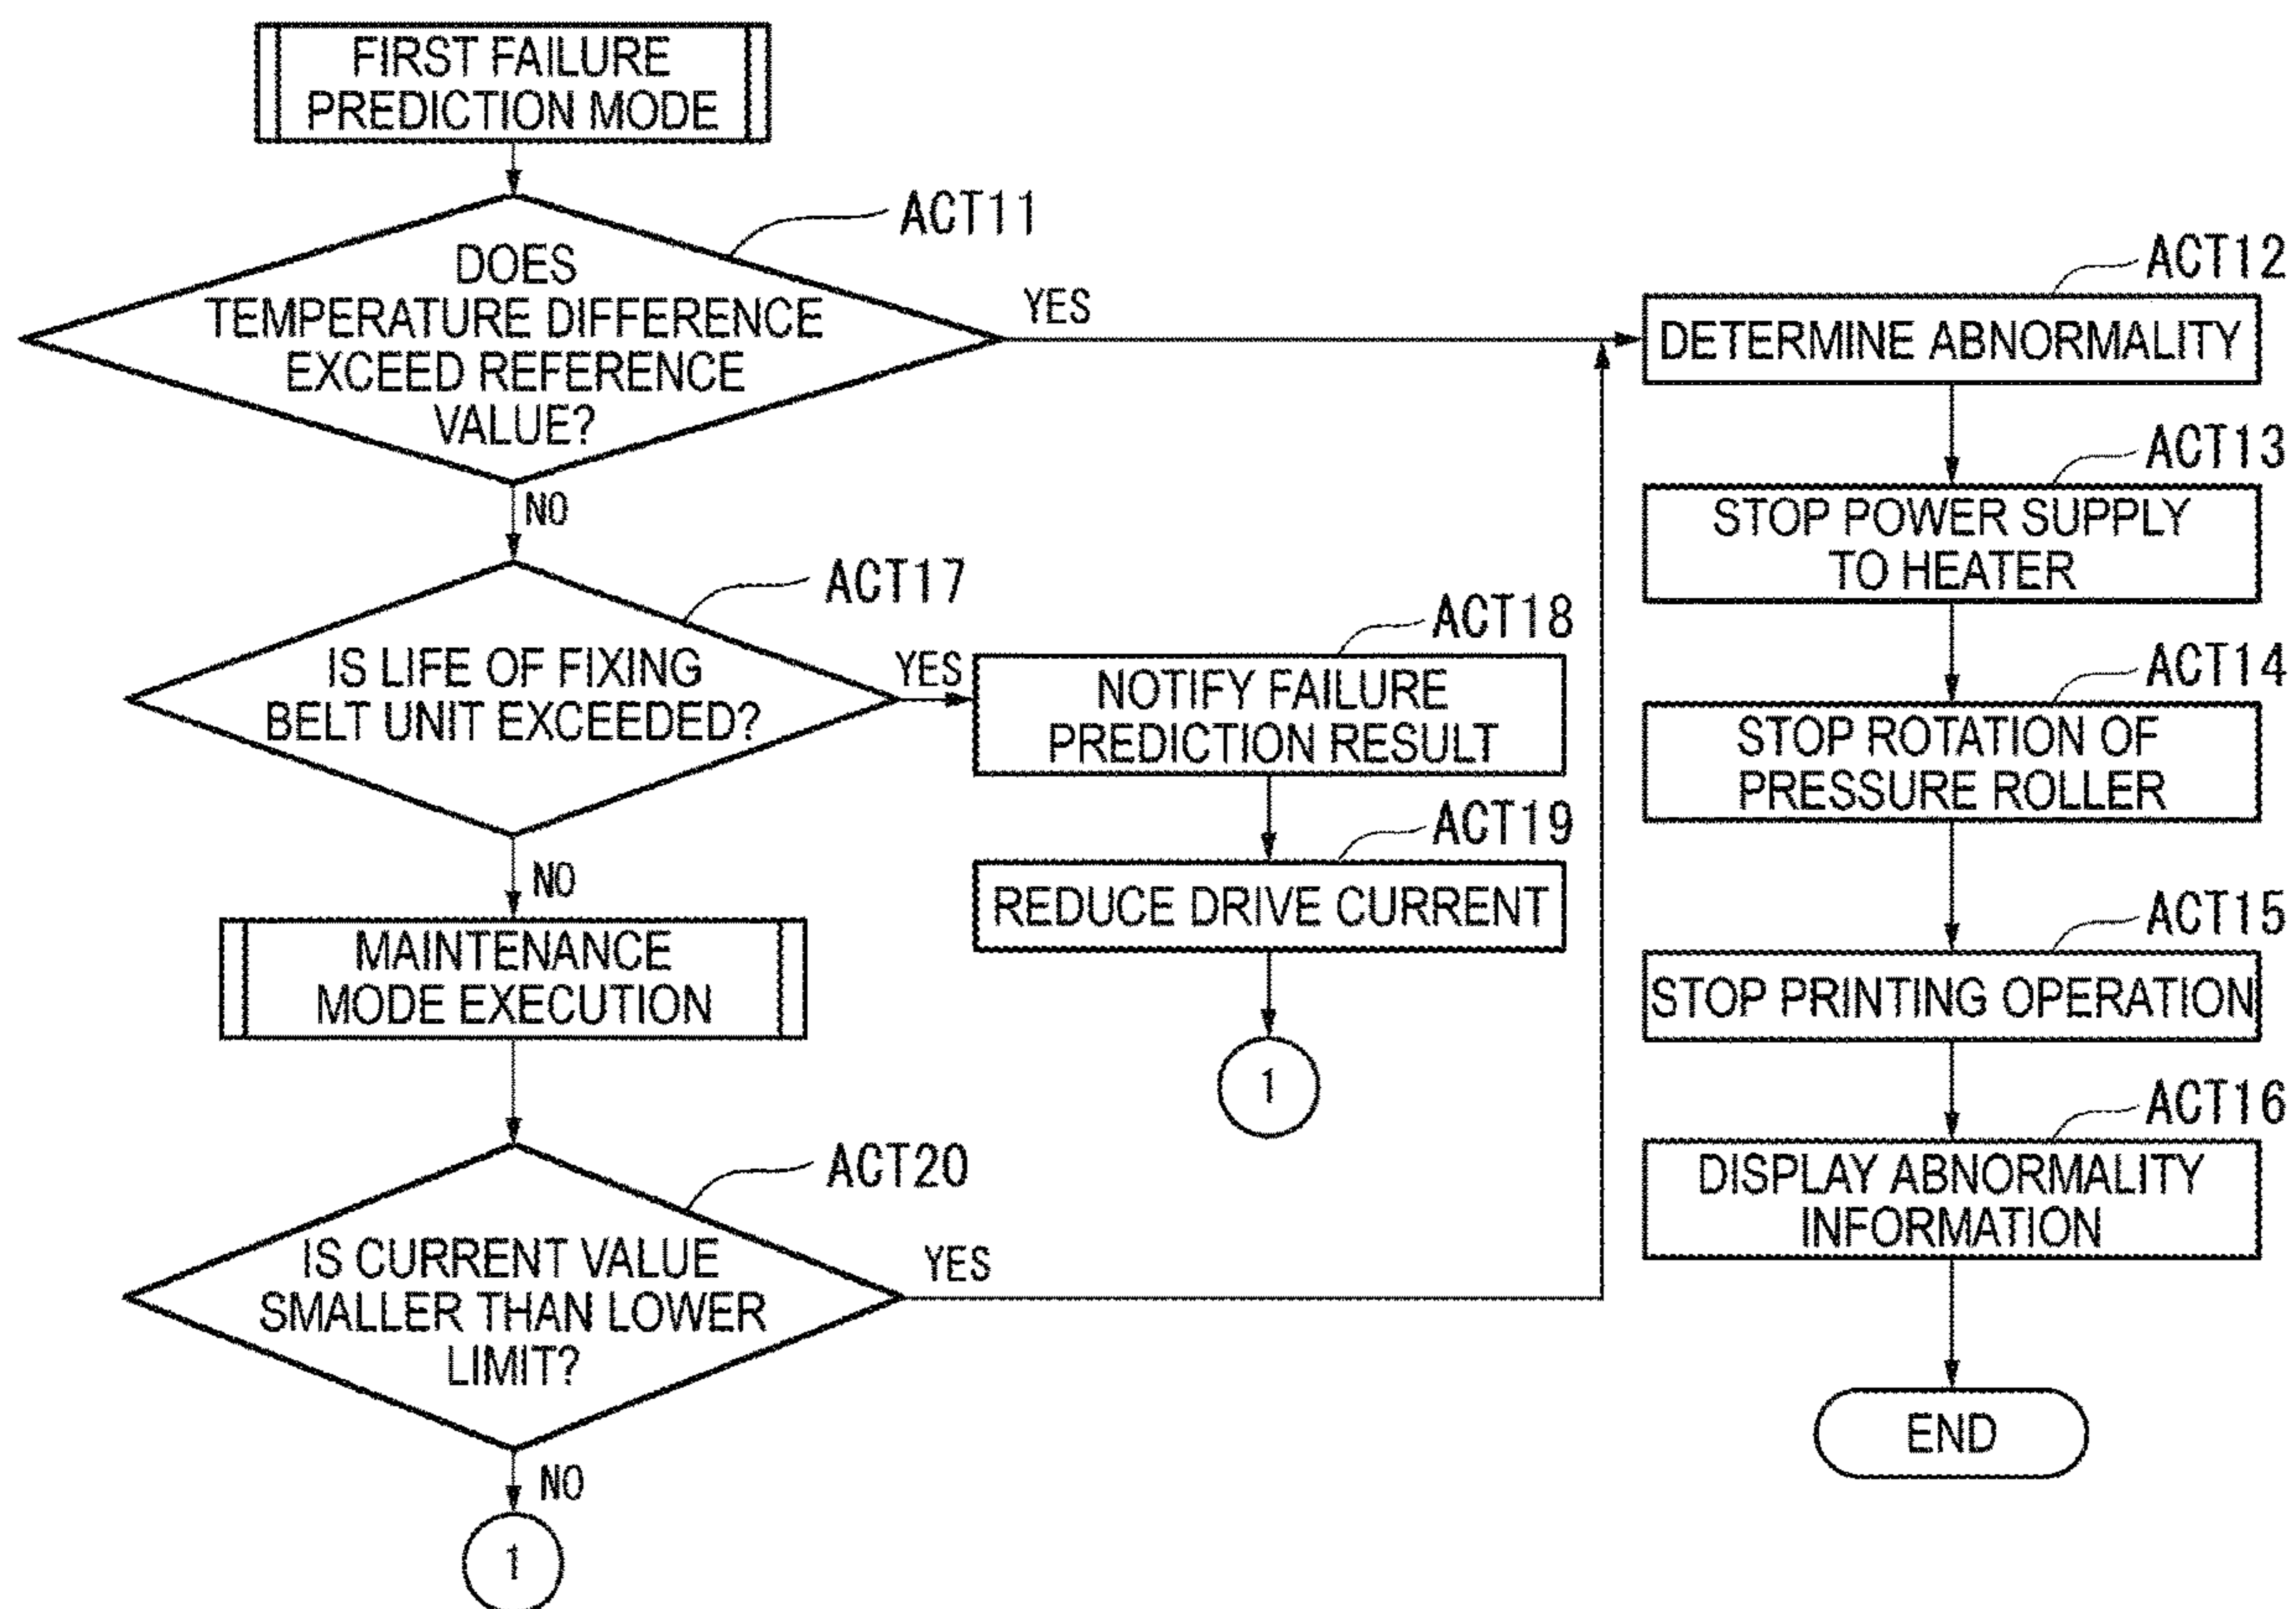 FIRST FAILURE
PREDICTION MODE
ACT11
DOES
TEMPERATURE DIFFERENCE
EXCEED REFERENCE
VALUE?
YES
NO
ACT12
DETERMINE ABNORMALITY
ACT13
STOP POWER SUPPLY
TO HEATER
ACT14
STOP ROTATION OF
PRESSURE ROLLER
ACT15
STOP PRINTING OPERATION
ACT16
DISPLAY ABNORMALITY
INFORMATION
END
ACT17
IS LIFE OF FIXING
BELT UNIT EXCEEDED?
YES
NO
ACT18
NOTIFY FAILURE
PREDICTION RESULT
ACT19
REDUCE DRIVE CURRENT
1
MAINTENANCE
MODE EXECUTION
ACT20
IS CURRENT VALUE
SMALLER THAN LOWER
LIMIT?
YES
NO
1